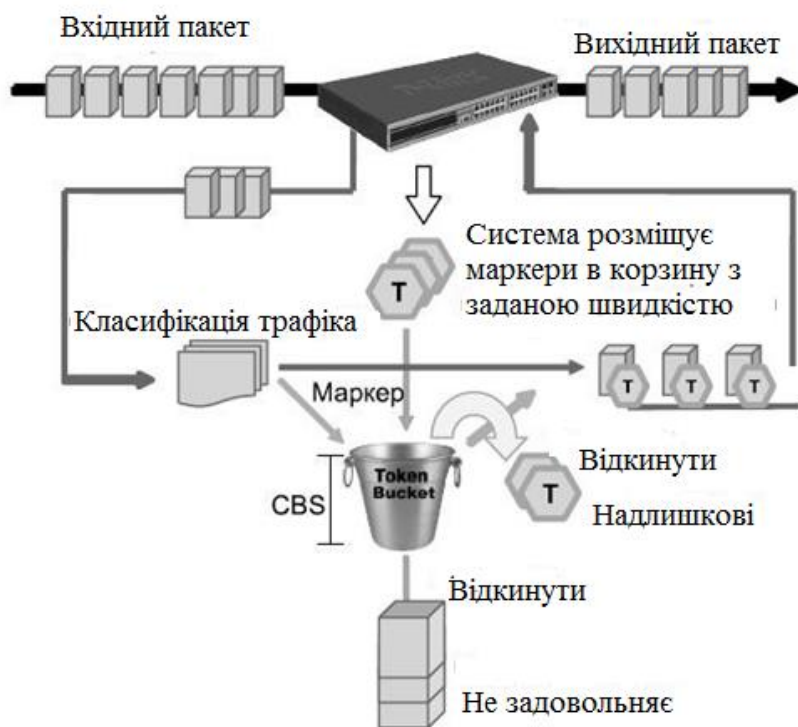 Вхідний пакет
Вихідний пакет
Система розміщує
маркери в корзину з
заданою швидкістю
T
Класифікація трафіка
Маркер
T T T
Token
Bucket
CBS
T
Відкинути
Надлишкові
Відкинути
Не задовольняє